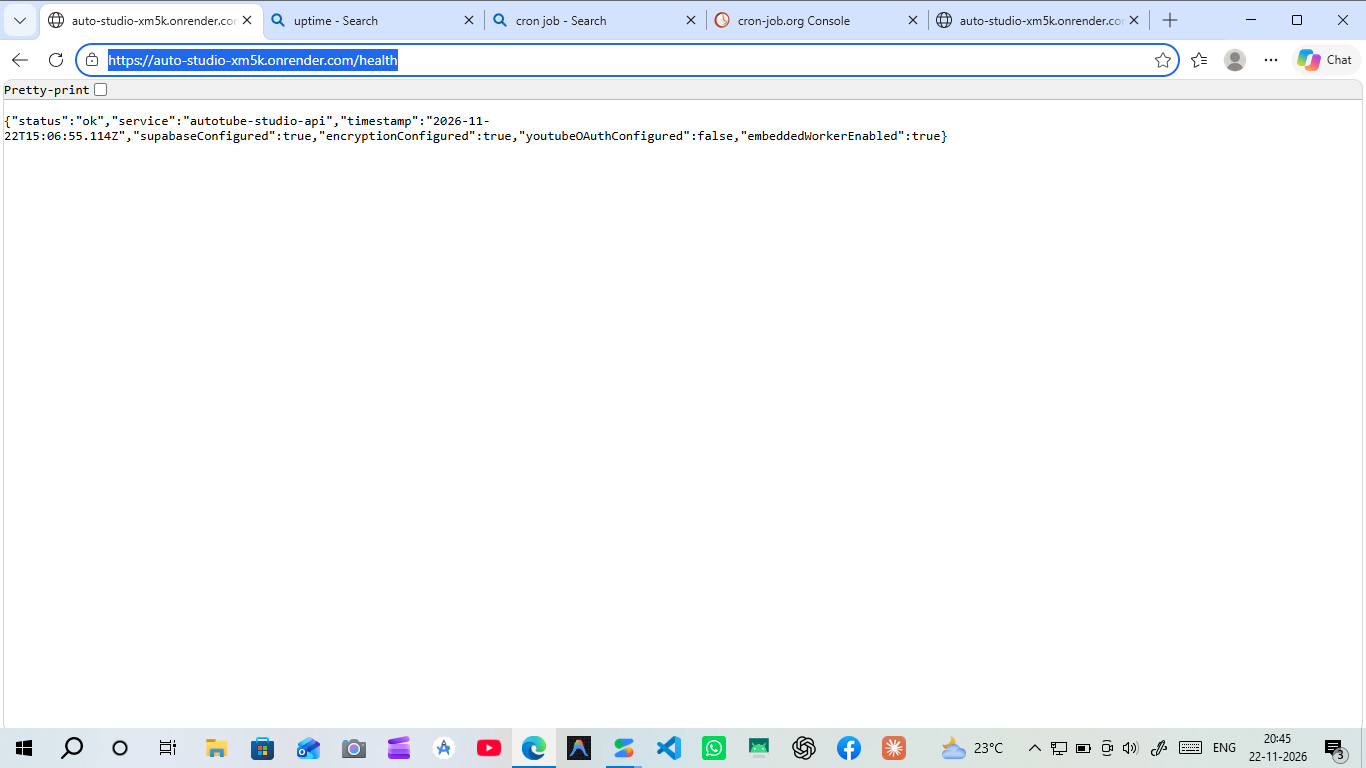 auto-studio-xm5k.onrender.cor
uptime - Search
cron job - Search
cron-job.org Console
auto-studio-xm5k.onrender.cor
https://auto-studio-xm5k.onrender.com/health
Chat
Pretty-print
{"status":"ok","service":"autotube-studio-api","timestamp":"2026-11-
22T15:06:55.114Z","supabaseConfigured":true,"encryptionConfigured":true,"youtubeOAuthConfigured":false,"embeddedWorkerEnabled":true}
23°C
ENG
20:45
22-11-2026
3